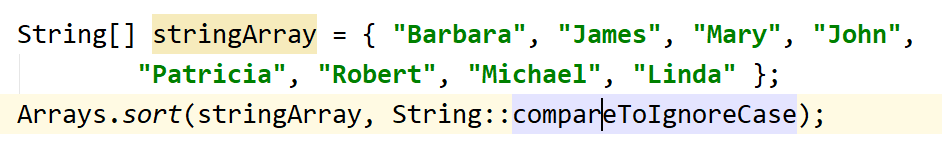 String[] stringArray = { "Barbara", "James", "Mary", "John",
"Patricia", "Robert", "Michael", "Linda" };
Arrays.sort(stringArray, String::compareToIgnoreCase);